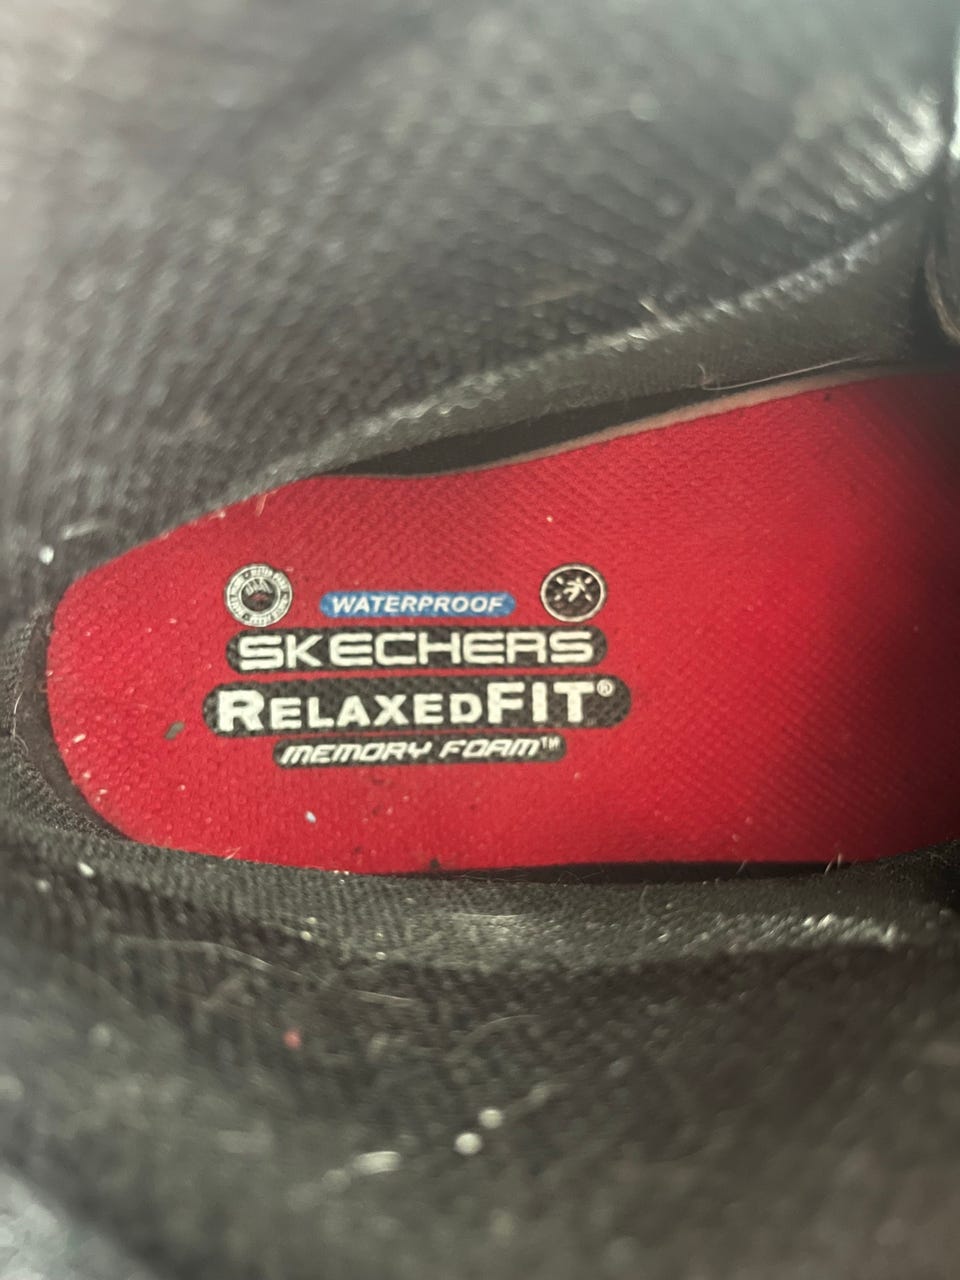 WATERPROOF
SKECHERS
RELAXEDFIT®
MEMORY FOAM™